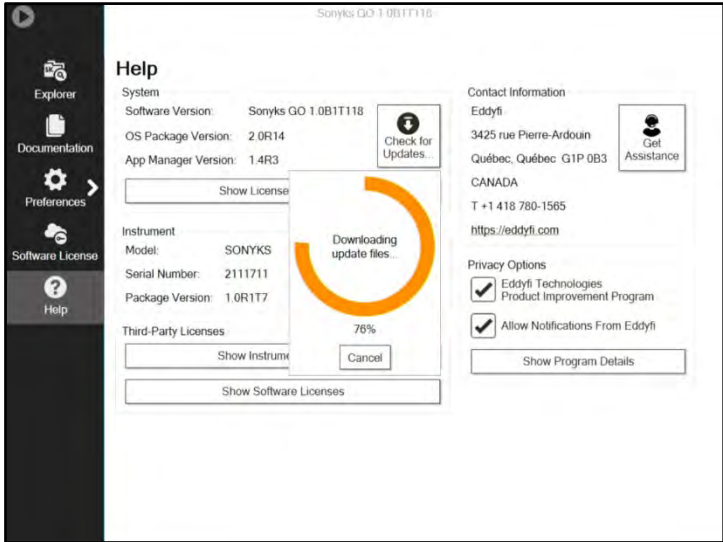 Sonyks GO 1.0B1T118
Explorer
Documentation
Preferences
Software License
Help
Help
System
Software Version: Sonyks GO 1.0B1T118
OS Package Version: 2.0R14
App Manager Version: 1.4R3
Check for
Updates...
Show License
Instrument
Model: SONYKS
Serial Number: 2111711
Package Version: 1.0R1T7
Third-Party Licenses
Show Instrume
Show Software Licenses
Downloading
update files...
76%
Cancel
Contact Information
Eddyfi
3425 rue Pierre-Ardouin
Québec, Québec G1P 0B3
CANADA
T +1 418 780-1565
https://eddyfi.com
Get
Assistance
Privacy Options
Eddyfi Technologies
Product Improvement Program
Allow Notifications From Eddyfi
Show Program Details